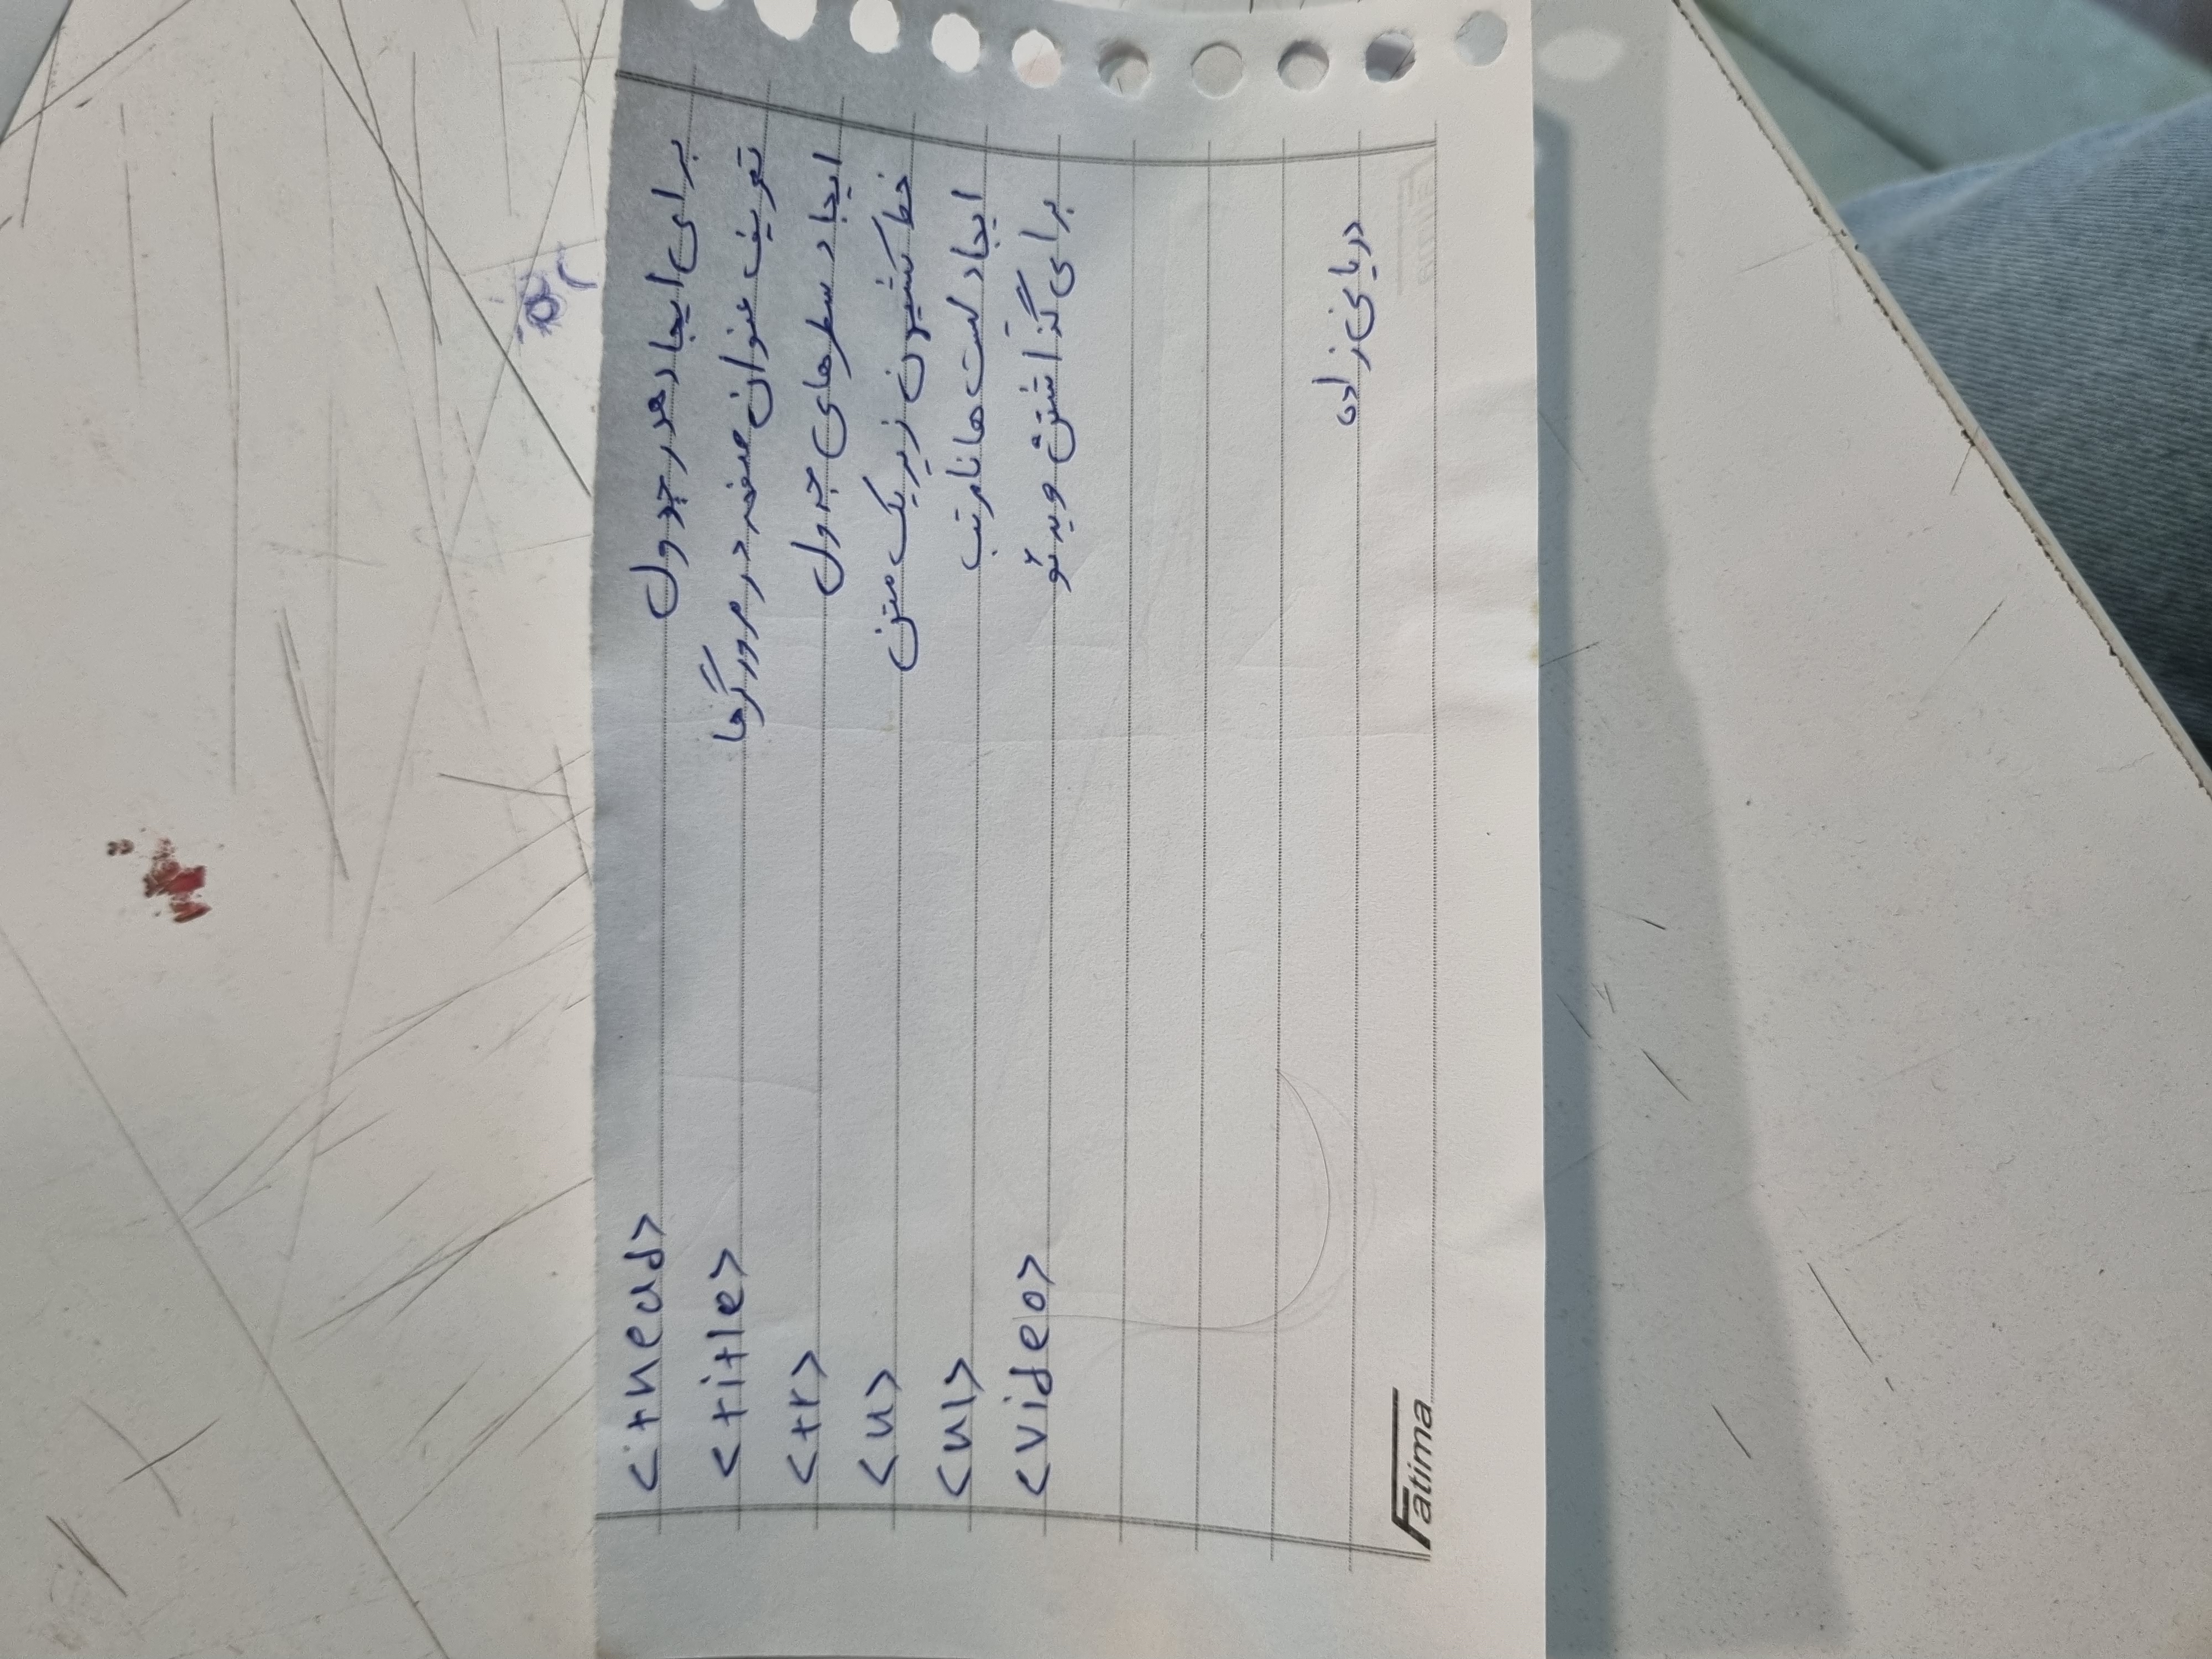 <thead> برای ایجاد هدر جدول
<title> تعریف عنوان صفحه در مرورگرها
<tr> ایجاد سطرهای جدول
<u> خط کشیدن زیر یک متن
<ul> ایجاد لیست ها نامرتب
<video> برای گذاشتن ویدئو
دریایی زاده
Fatima